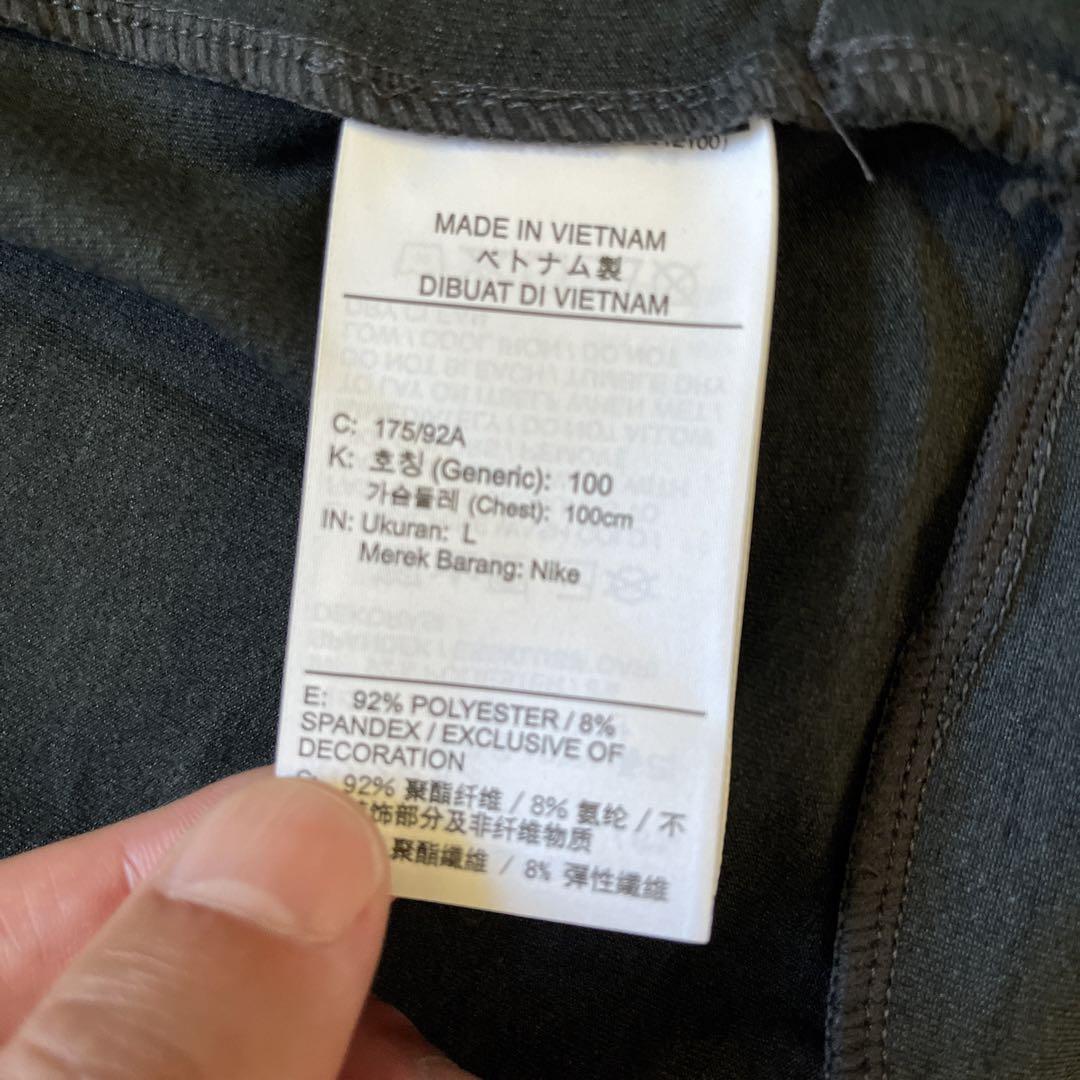 12100)
MADE IN VIETNAM
ベトナム製
DIBUAT DI VIETNAM
C: 175/92A
K: 호칭 (Generic): 100
가슴둘레 (Chest): 100cm
IN: Ukuran: L
Merek Barang: Nike
E: 92% POLYESTER / 8%
SPANDEX / EXCLUSIVE OF
DECORATION
92% 聚酯纤维 / 8% 氨纶 / 不
饰部分及非纤维物质
聚酯纖維 / 8% 彈性纖維